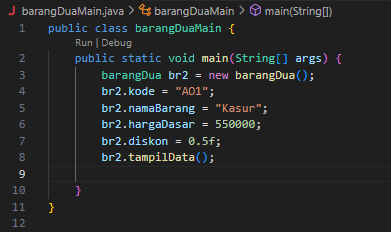 J barangDuaMain.java > barangDuaMain > main(String[])
1 public class barangDuaMain {
Run | Debug
2 public static void main(String[] args) {
3 barangDua br2 = new barangDua();
4 br2.kode = "AO1";
5 br2.namaBarang = "Kasur";
6 br2.hargaDasar = 550000;
7 br2.diskon = 0.5f;
8 br2.tampilData();
9
10 }
11 }
12